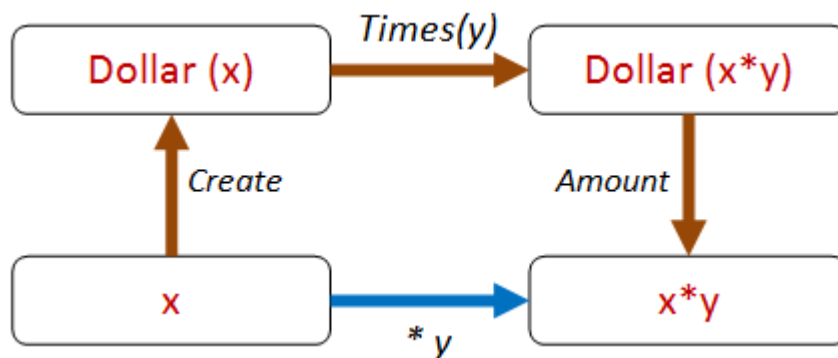 Times(y)
Dollar (x)
Dollar (x*y)
Create
Amount
x
x*y
* y